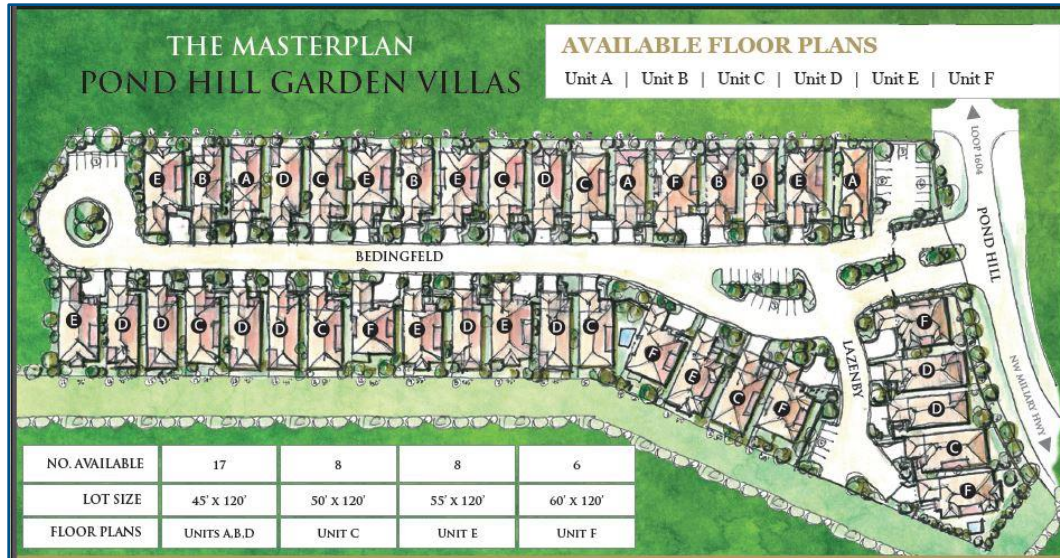 THE MASTERPLAN
POND HILL GARDEN VILLAS
AVAILABLE FLOOR PLANS
Unit A | Unit B | Unit C | Unit D | Unit E | Unit F
LOOP 1604
POND HILL
E B A D C E B E C D C A F B D E A
BEDINGFELD
E D D C D D C F E D E D C
F E C F
LAZENBY
F
D
D
C
F
NW MILIARY HWY
NO. AVAILABLE 17 8 8 6
LOT SIZE 45' X 120' 50' X 120' 55' X 120' 60' X 120'
FLOOR PLANS UNITS A,B,D UNIT C UNIT E UNIT F